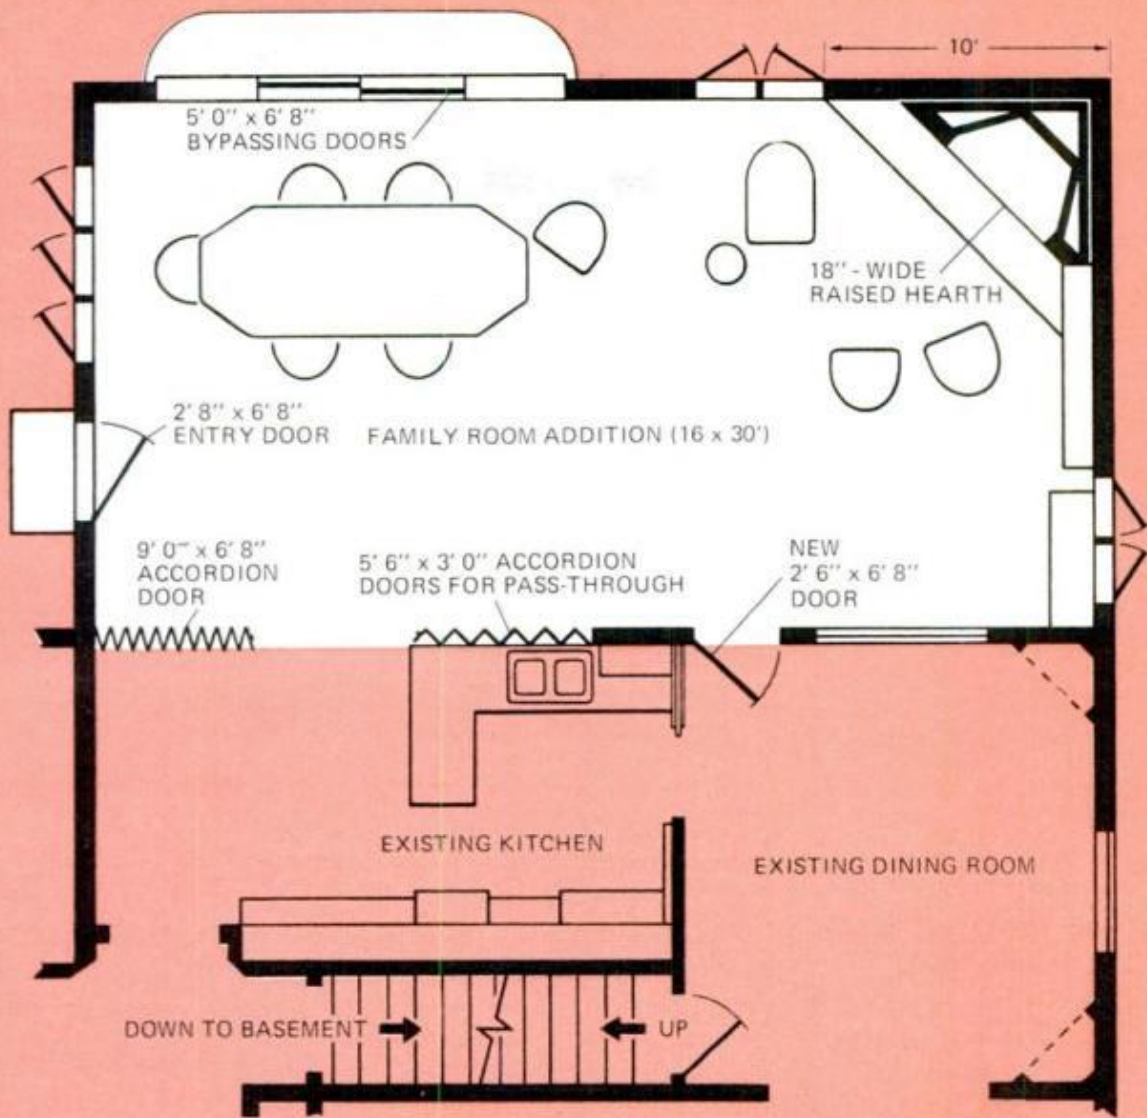 10'
5' 0" x 6' 8"
BYPASSING DOORS
18" - WIDE
RAISED HEARTH
2' 8" x 6' 8"
ENTRY DOOR
FAMILY ROOM ADDITION (16 x 30')
9' 0" x 6' 8"
ACCORDION
DOOR
5' 6" x 3' 0" ACCORDION
DOORS FOR PASS-THROUGH
NEW
2' 6" x 6' 8"
DOOR
EXISTING KITCHEN
EXISTING DINING ROOM
DOWN TO BASEMENT
UP